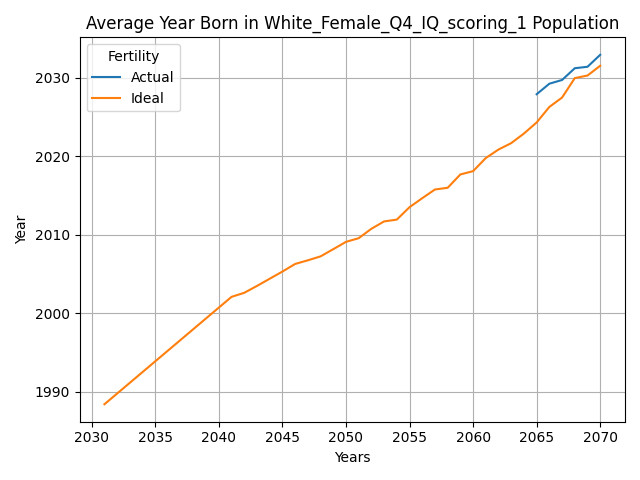 Average Year Born in White_Female_Q4_IQ_scoring_1 Population
Fertility
Actual
Ideal
Year
2030
2020
2010
2000
1990
2030 2035 2040 2045 2050 2055 2060 2065 2070
Years